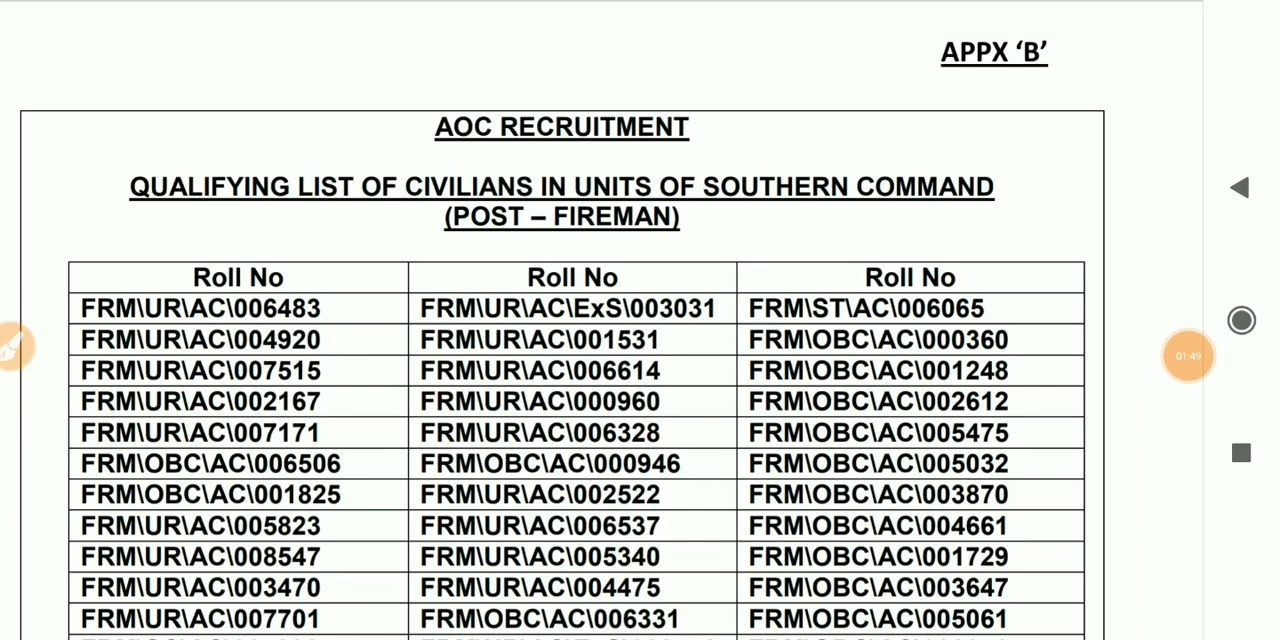 APPX ‘B’
AOC RECRUITMENT
QUALIFYING LIST OF CIVILIANS IN UNITS OF SOUTHERN COMMAND
(POST – FIREMAN)
Roll No Roll No Roll No
FRM\UR\AC\006483 FRM\UR\AC\ExS\003031 FRM\ST\AC\006065
FRM\UR\AC\004920 FRM\UR\AC\001531 FRM\OBC\AC\000360
FRM\UR\AC\007515 FRM\UR\AC\006614 FRM\OBC\AC\001248
FRM\UR\AC\002167 FRM\UR\AC\000960 FRM\OBC\AC\002612
FRM\UR\AC\007171 FRM\UR\AC\006328 FRM\OBC\AC\005475
FRM\OBC\AC\006506 FRM\OBC\AC\000946 FRM\OBC\AC\005032
FRM\OBC\AC\001825 FRM\UR\AC\002522 FRM\OBC\AC\003870
FRM\UR\AC\005823 FRM\UR\AC\006537 FRM\OBC\AC\004661
FRM\UR\AC\008547 FRM\UR\AC\005340 FRM\OBC\AC\001729
FRM\UR\AC\003470 FRM\UR\AC\004475 FRM\OBC\AC\003647
FRM\UR\AC\007701 FRM\OBC\AC\006331 FRM\OBC\AC\005061
01:49